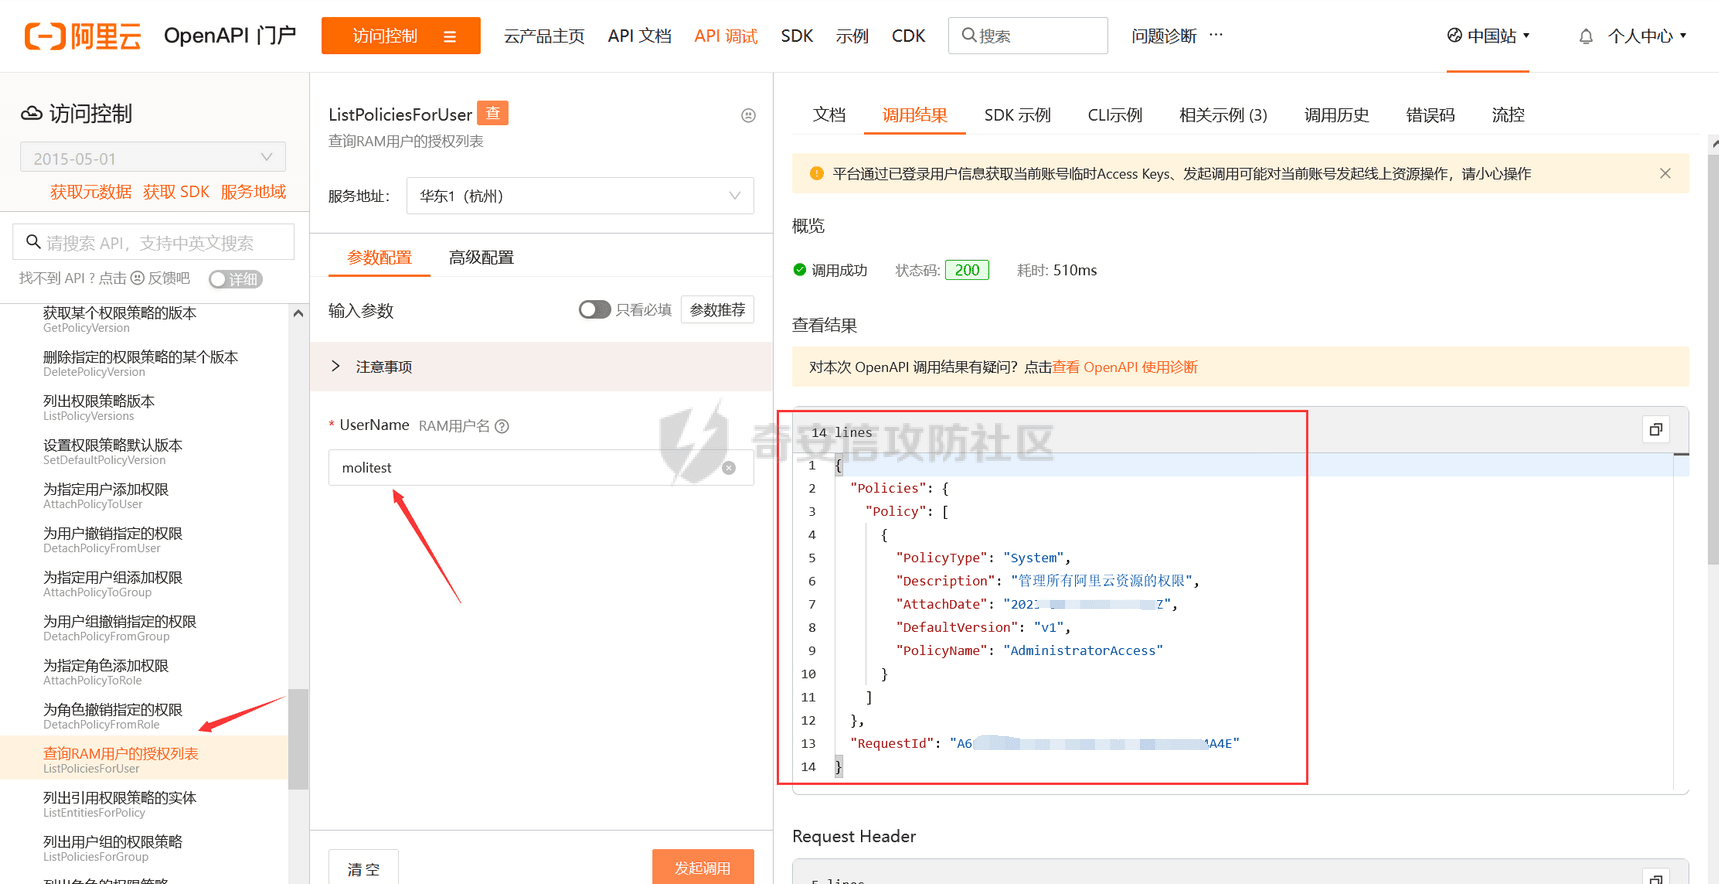 阿里云 OpenAPI 门户 访问控制 云产品主页 API 文档 API 调试 SDK 示例 CDK 搜索 问题诊断 ··· 中国站 个人中心
访问控制
2015-05-01
获取元数据 获取 SDK 服务地域
请搜索 API，支持中英文搜索
找不到 API ? 点击 反馈吧 详细
获取某个权限策略的版本
GetPolicyVersion
删除指定的权限策略的某个版本
DeletePolicyVersion
列出权限策略版本
ListPolicyVersions
设置权限策略默认版本
SetDefaultPolicyVersion
为指定用户添加权限
AttachPolicyToUser
为用户撤销指定的权限
DetachPolicyFromUser
为指定用户组添加权限
AttachPolicyToGroup
为用户组撤销指定的权限
DetachPolicyFromGroup
为指定角色添加权限
AttachPolicyToRole
为角色撤销指定的权限
DetachPolicyFromRole
查询RAM用户的授权列表
ListPoliciesForUser
列出引用权限策略的实体
ListEntitiesForPolicy
列出用户组的权限策略
ListPoliciesForGroup
ListPoliciesForUser 查
查询RAM用户的授权列表
服务地址： 华东1（杭州）
参数配置 高级配置
输入参数 只看必填 参数推荐
注意事项
* UserName RAM用户名
molitest
清 空 发起调用
文档 调用结果 SDK 示例 CLI示例 相关示例 (3) 调用历史 错误码 流控
平台通过已登录用户信息获取当前账号临时Access Keys、发起调用可能对当前账号发起线上资源操作，请小心操作
概览
调用成功 状态码: 200 耗时: 510ms
查看结果
对本次 OpenAPI 调用结果有疑问？点击查看 OpenAPI 使用诊断
奇安信攻防社区
14 lines
1 {
2 "Policies": {
3 "Policy": [
4 {
5 "PolicyType": "System",
6 "Description": "管理所有阿里云资源的权限",
7 "AttachDate": "202 Z",
8 "DefaultVersion": "v1",
9 "PolicyName": "AdministratorAccess"
10 }
11 ]
12 },
13 "RequestId": "A6 4A4E"
14 }
Request Header
5 lines